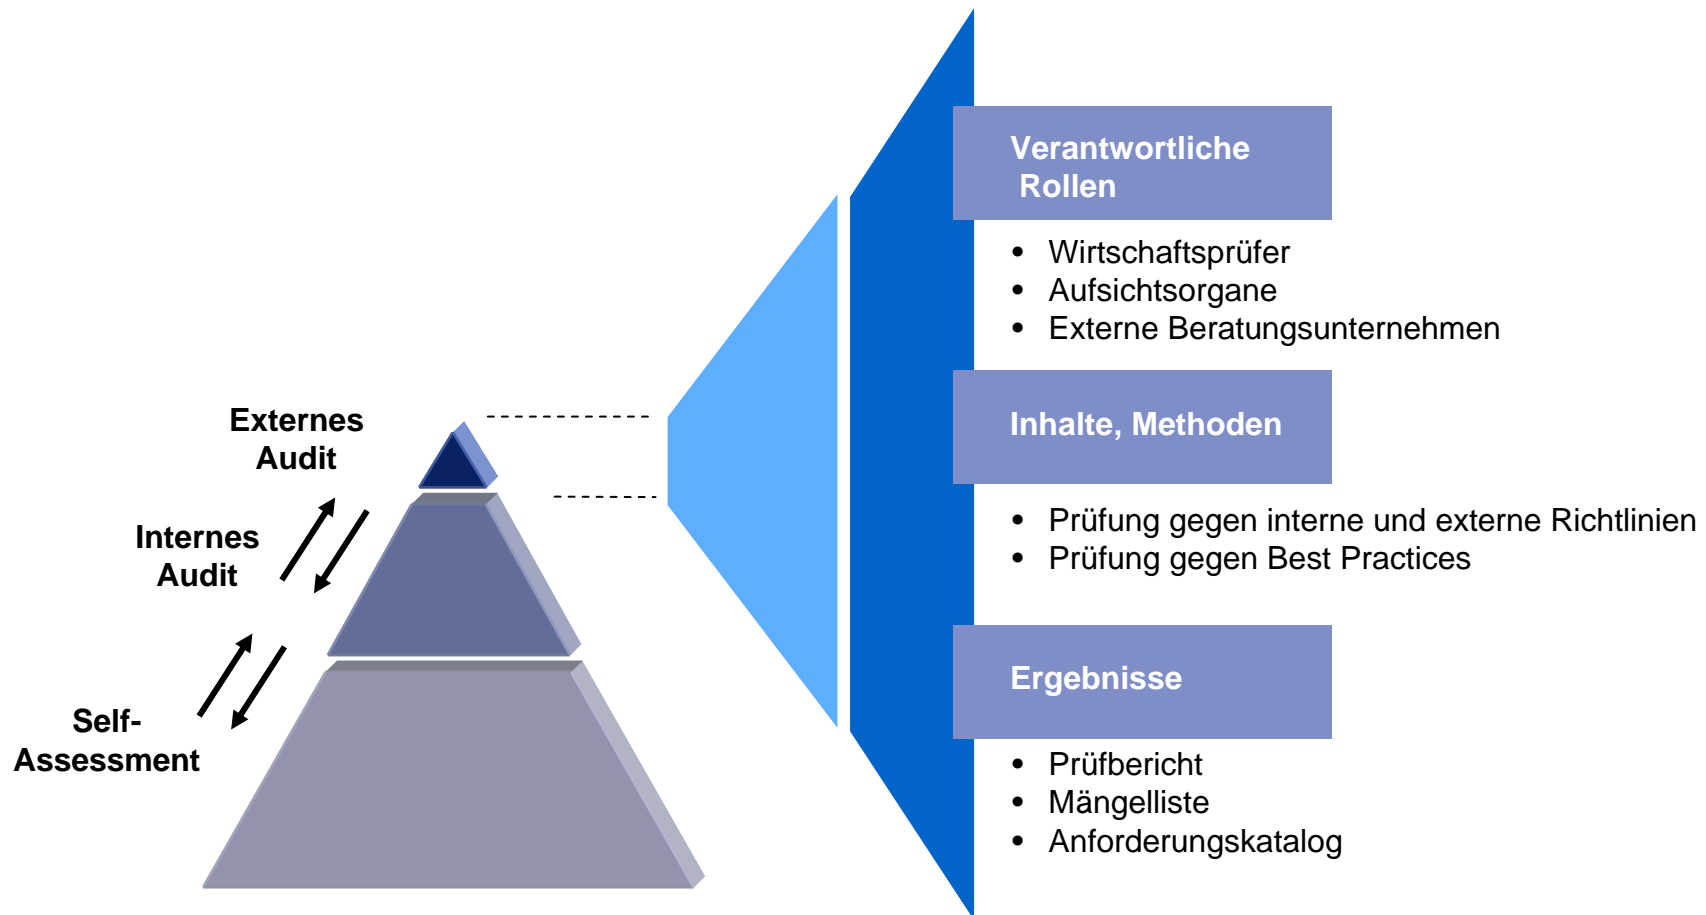 Externes
Audit
Internes
Audit
Self-
Assessment
Verantwortliche
Rollen
• Wirtschaftsprüfer
• Aufsichtsorgane
• Externe Beratungsunternehmen
Inhalte, Methoden
• Prüfung gegen interne und externe Richtlinien
• Prüfung gegen Best Practices
Ergebnisse
• Prüfbericht
• Mängelliste
• Anforderungskatalog